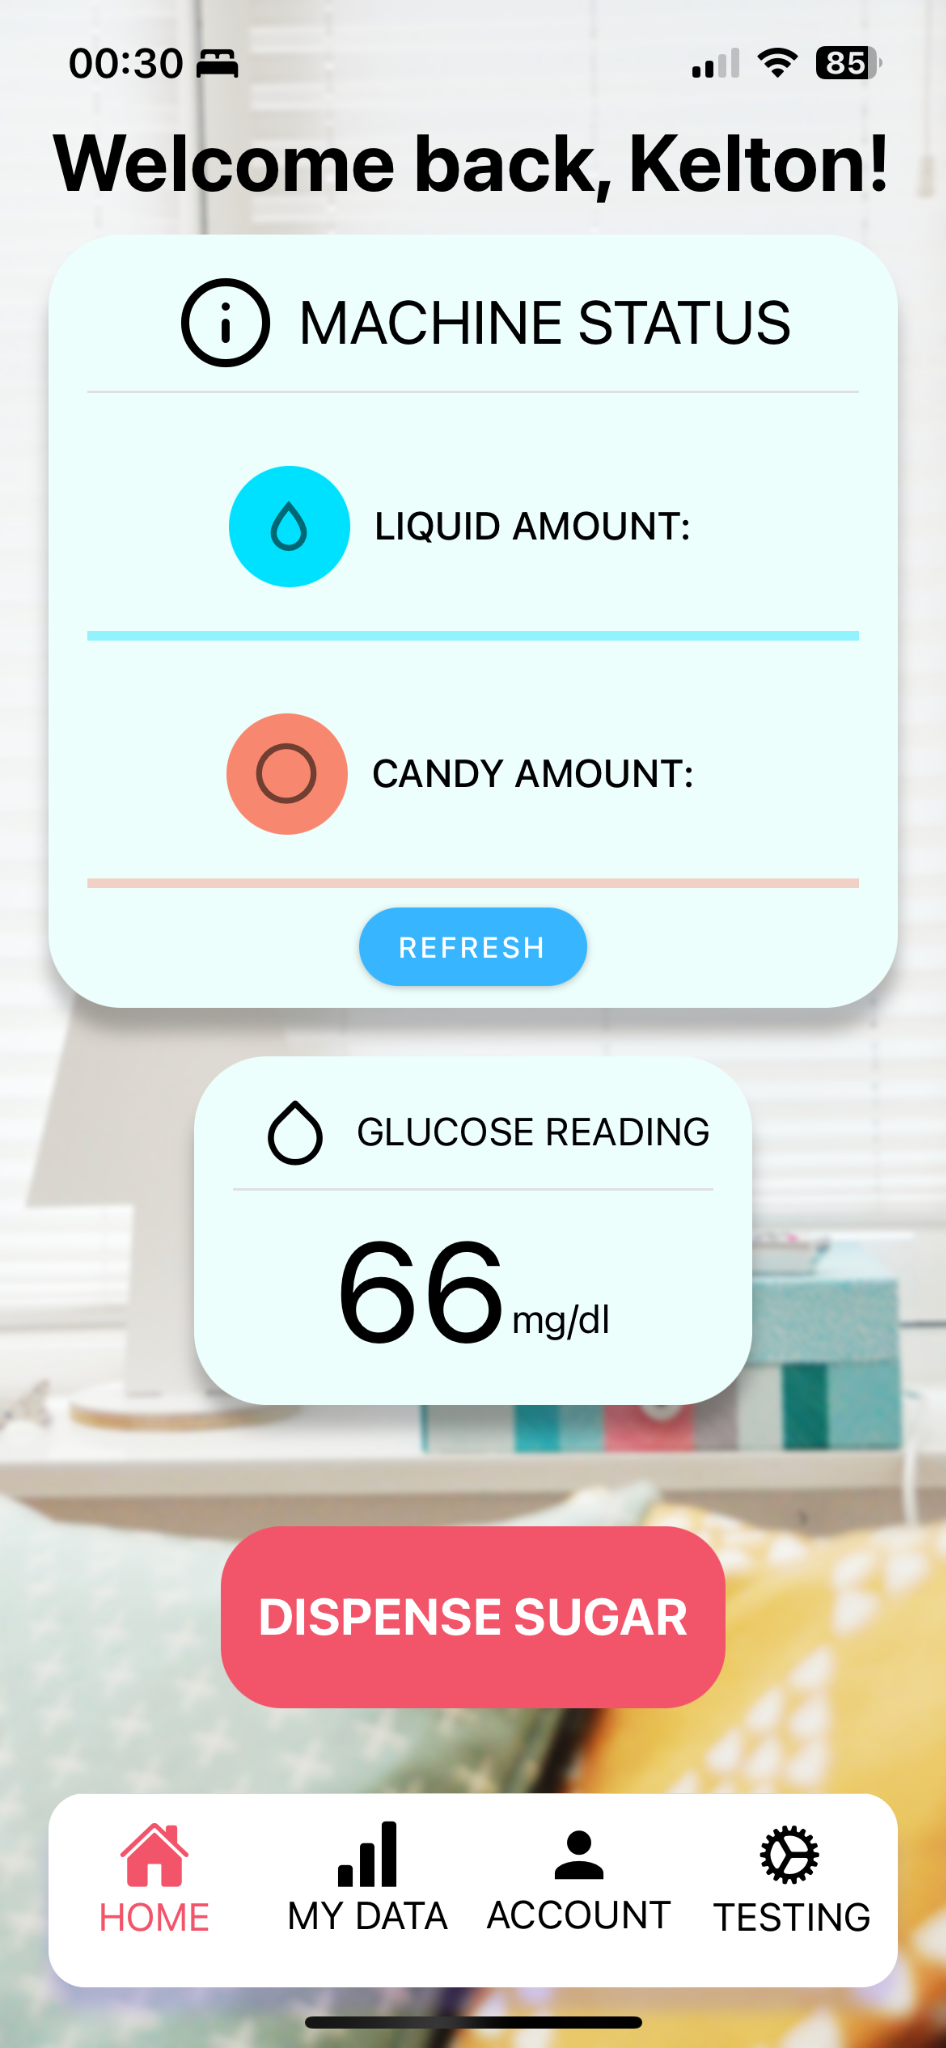 00:30
85
Welcome back, Kelton!
MACHINE STATUS
LIQUID AMOUNT:
CANDY AMOUNT:
REFRESH
GLUCOSE READING
66 mg/dl
DISPENSE SUGAR
HOME MY DATA ACCOUNT TESTING